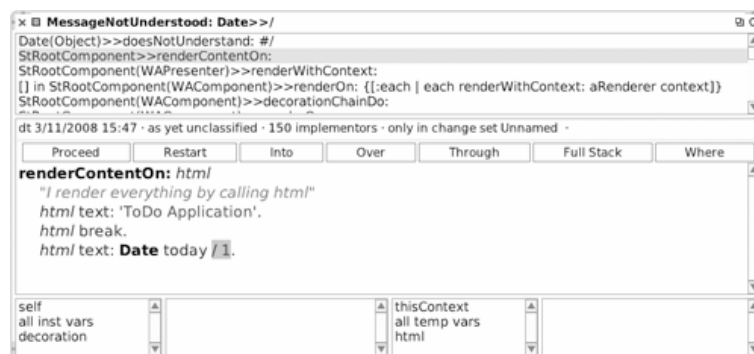 MessageNotUnderstood: Date>>/
Date(Object)>>doesNotUnderstand: #/
StRootComponent>>renderContentOn:
StRootComponent(WAPresenter)>>renderWithContext:
[] in StRootComponent(WAComponent)>>renderOn: {[:each | each renderWithContext: aRenderer context]}
StRootComponent(WAComponent)>>decorationChainDo:
dt 3/11/2008 15:47 · as yet unclassified · 150 implementors · only in change set Unnamed ·
Proceed Restart Into Over Through Full Stack Where
renderContentOn: html
"I render everything by calling html"
html text: 'ToDo Application'.
html break.
html text: Date today / 1.
self thisContext
all inst vars all temp vars
decoration html